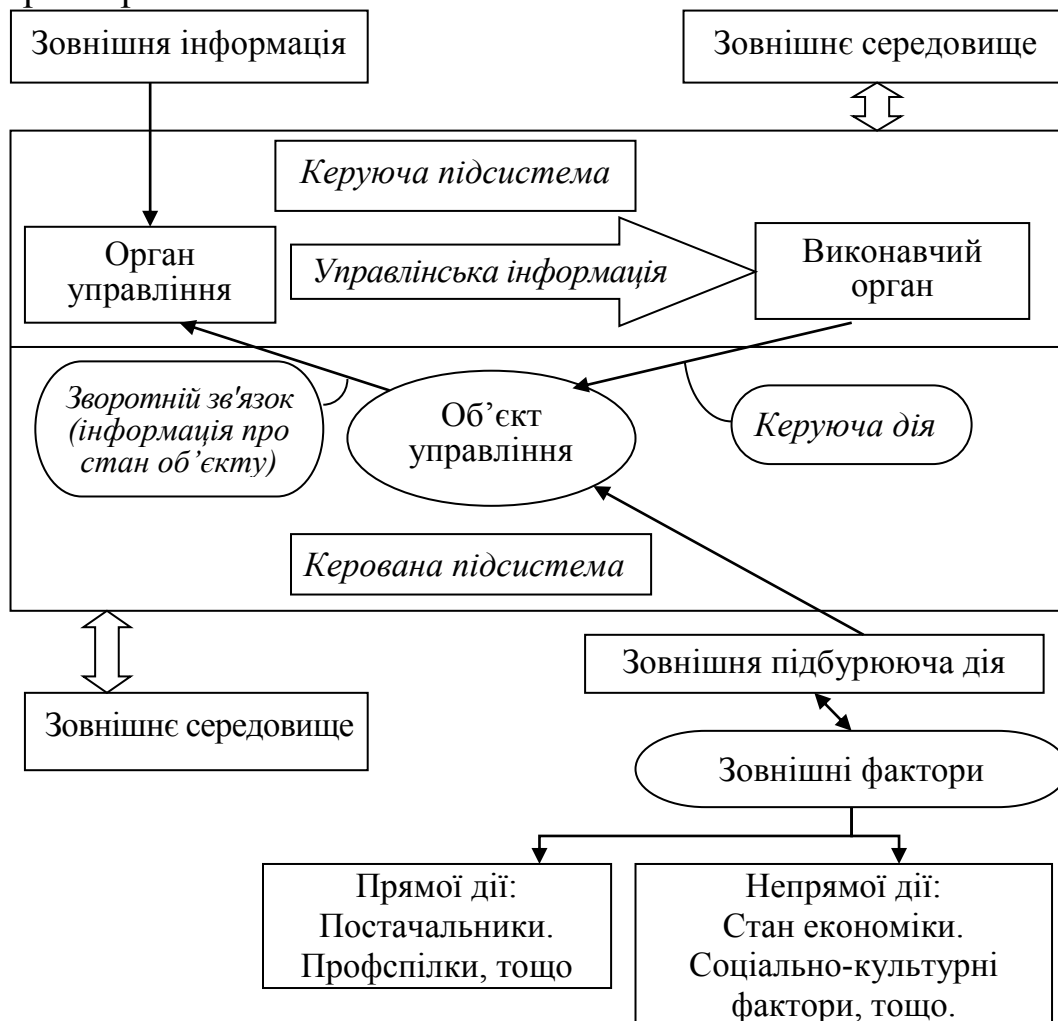 Зовнішня інформація
Зовнішнє середовище
Керуюча підсистема
Орган
управління
Управлінська інформація
Виконавчий
орган
Зворотній зв'язок
(інформація про
стан об’єкту)
Об’єкт
управління
Керуюча дія
Керована підсистема
Зовнішня підбурююча дія
Зовнішнє середовище
Зовнішні фактори
Прямої дії:
Постачальники.
Профспілки, тощо
Непрямої дії:
Стан економіки.
Соціально-культурні
фактори, тощо.